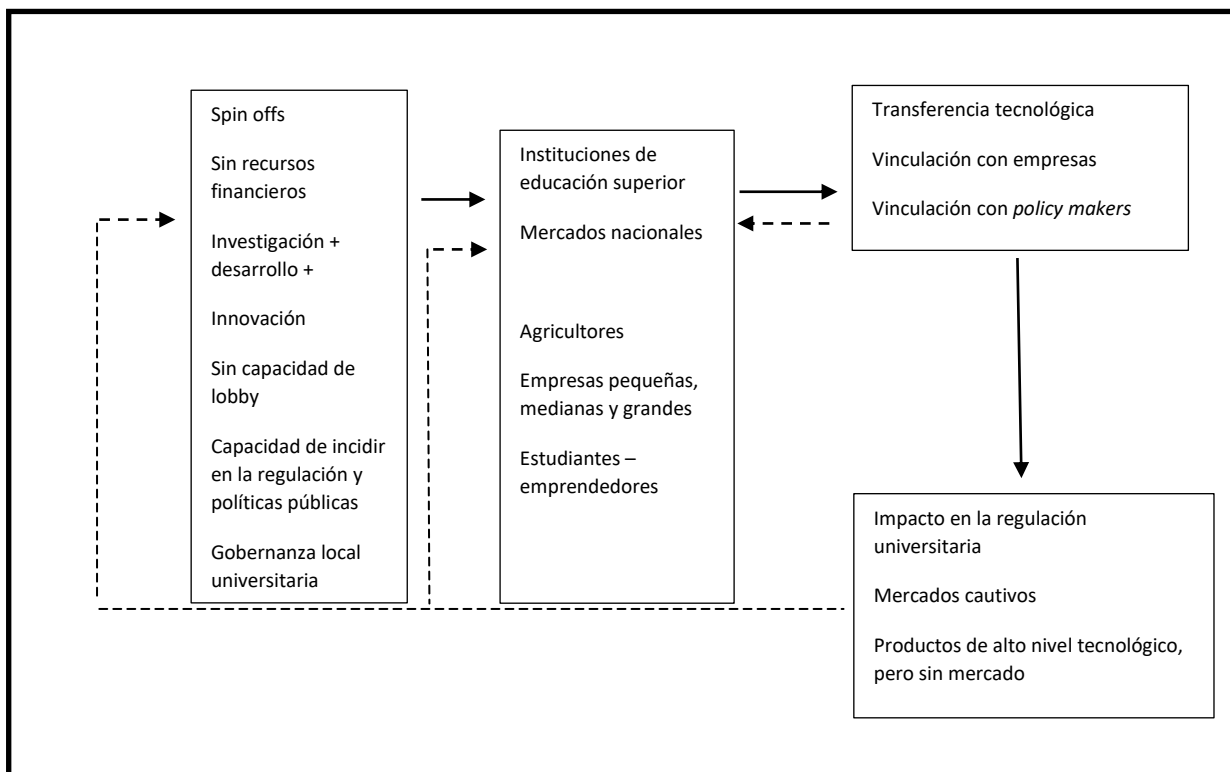 Spin offs
Sin recursos
financieros
Investigación +
desarrollo +
Innovación
Sin capacidad de
lobby
Capacidad de incidir
en la regulación y
políticas públicas
Gobernanza local
universitaria
Instituciones de
educación superior
Mercados nacionales
Agricultores
Empresas pequeñas,
medianas y grandes
Estudiantes –
emprendedores
Transferencia tecnológica
Vinculación con empresas
Vinculación con policy makers
Impacto en la regulación
universitaria
Mercados cautivos
Productos de alto nivel tecnológico,
pero sin mercado